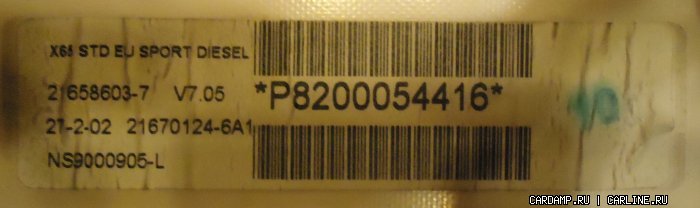 X65 STD EU SPORT DIESEL
21658603-7 V7.05
*P8200054416*
27-2-02 21670124-6A1
NS9000905-L
CARDAMP.RU | CARLINE.RU